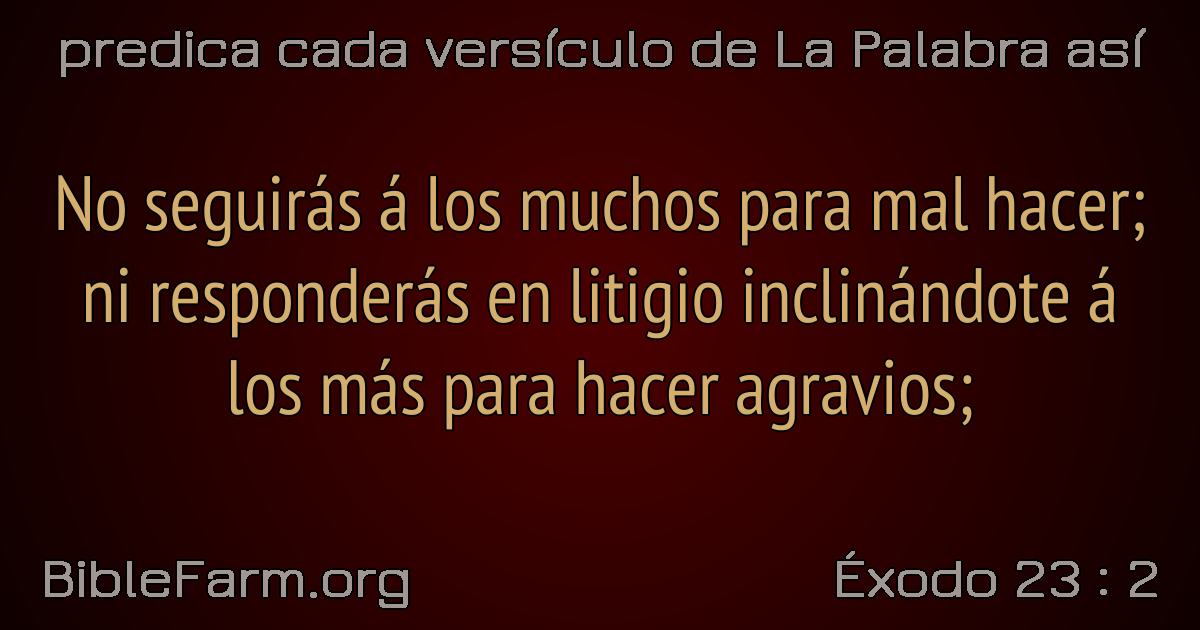 predica cada versículo de La Palabra así
No seguirás á los muchos para mal hacer;
ni responderás en litigio inclinándote á
los más para hacer agravios;
BibleFarm.org
Éxodo 23 : 2